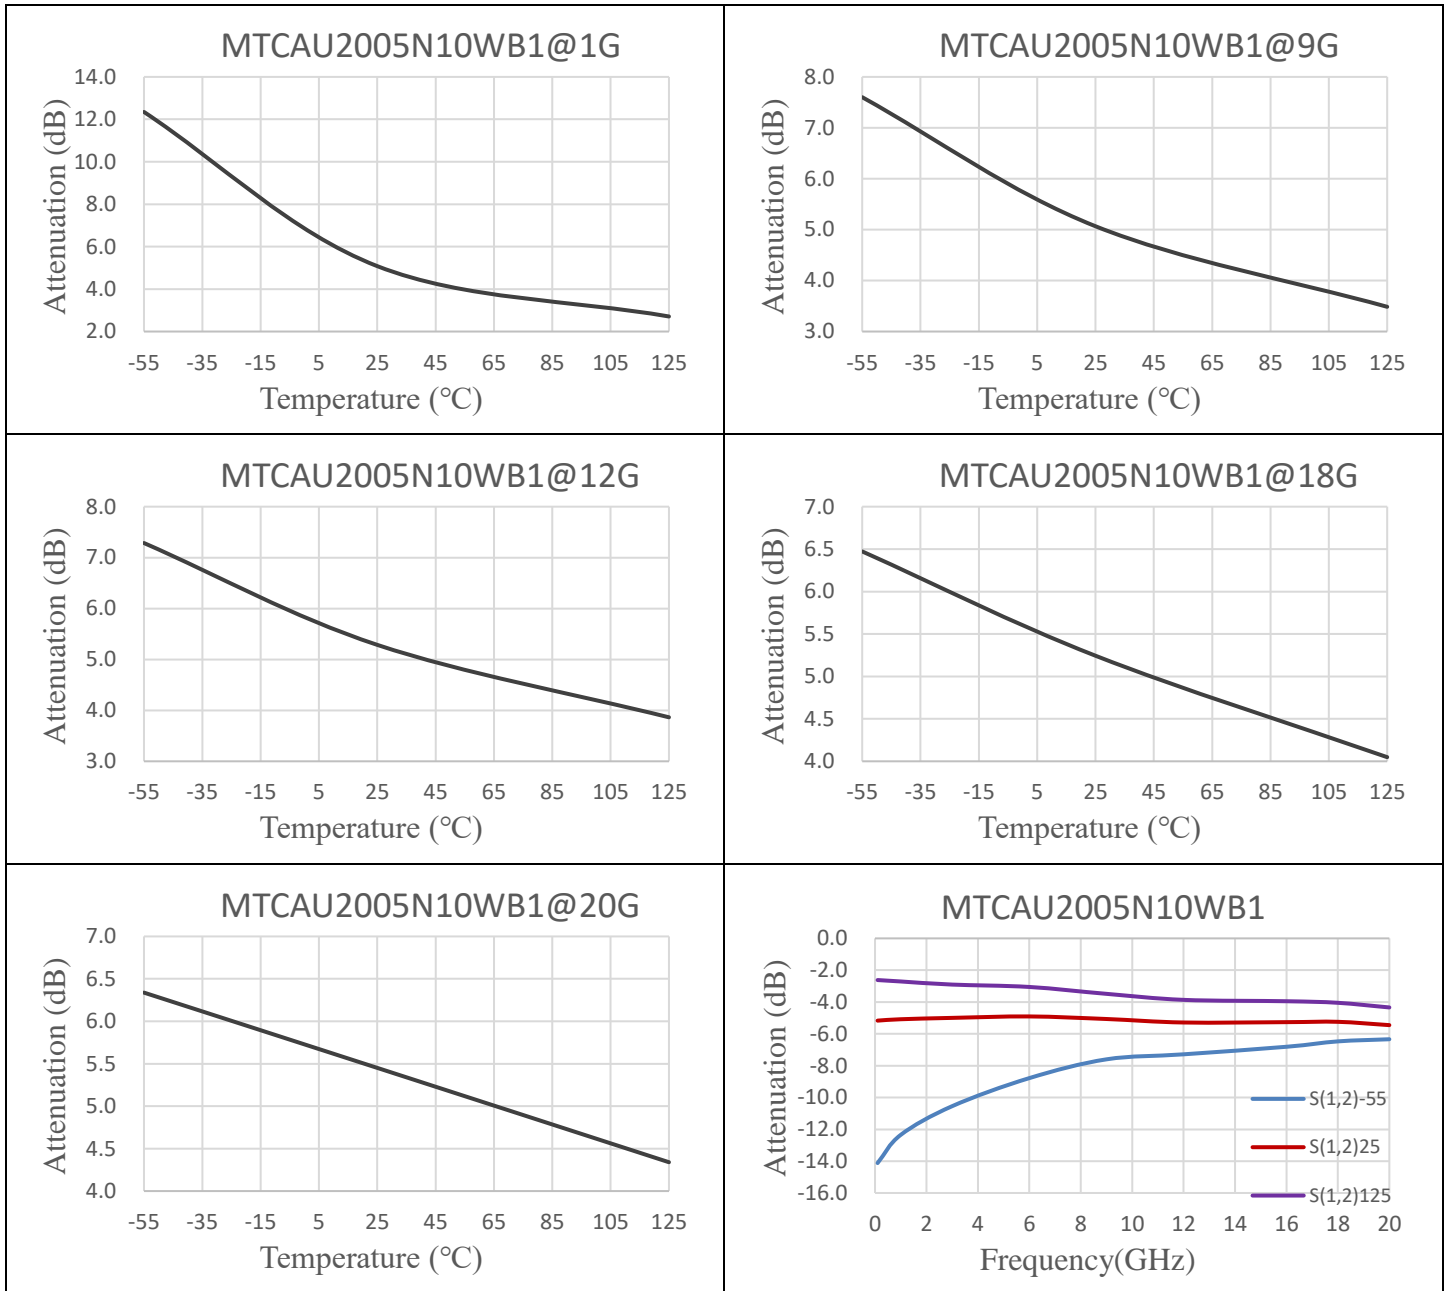 MTCAU2005N10WB1@1G
Attenuation (dB)
14.0
12.0
10.0
8.0
6.0
4.0
2.0
-55 -35 -15 5 25 45 65 85 105 125
Temperature (℃)
MTCAU2005N10WB1@9G
Attenuation (dB)
8.0
7.0
6.0
5.0
4.0
3.0
-55 -35 -15 5 25 45 65 85 105 125
Temperature (℃)
MTCAU2005N10WB1@12G
Attenuation (dB)
8.0
7.0
6.0
5.0
4.0
3.0
-55 -35 -15 5 25 45 65 85 105 125
Temperature (℃)
MTCAU2005N10WB1@18G
Attenuation (dB)
7.0
6.5
6.0
5.5
5.0
4.5
4.0
-55 -35 -15 5 25 45 65 85 105 125
Temperature (℃)
MTCAU2005N10WB1@20G
Attenuation (dB)
7.0
6.5
6.0
5.5
5.0
4.5
4.0
-55 -35 -15 5 25 45 65 85 105 125
Temperature (℃)
MTCAU2005N10WB1
Attenuation (dB)
0.0
-2.0
-4.0
-6.0
-8.0
-10.0
-12.0
-14.0
-16.0
S(1,2)-55
S(1,2)25
S(1,2)125
0 2 4 6 8 10 12 14 16 18 20
Frequency(GHz)